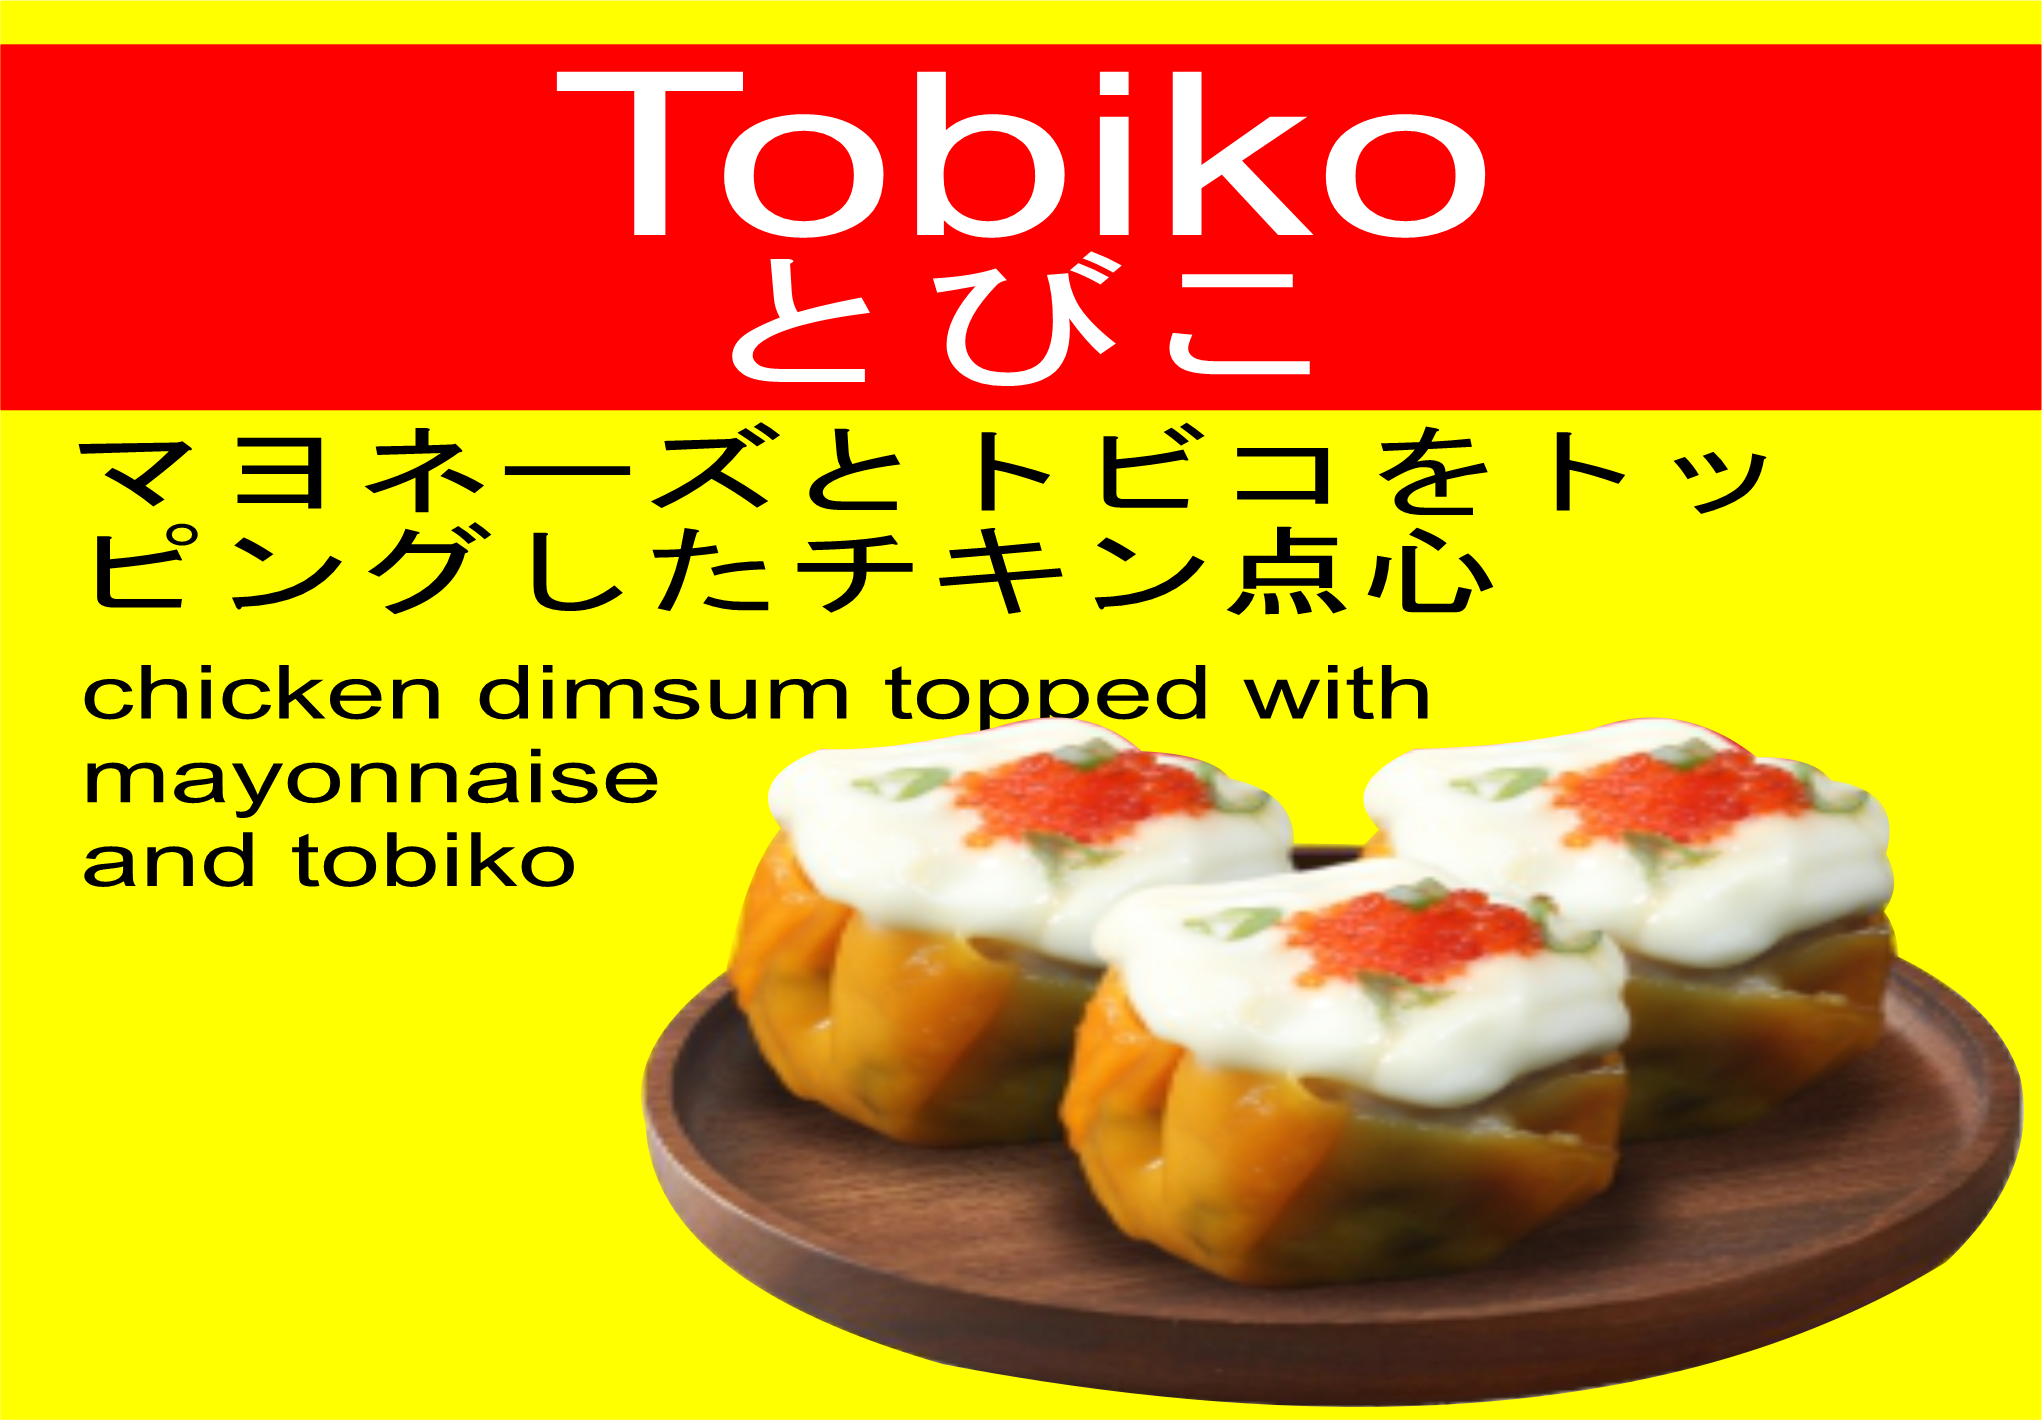 Tobiko
とびこ
マヨネーズとトビコをトッ
ピングしたチキン点心
chicken dimsum topped with
mayonnaise
and tobiko